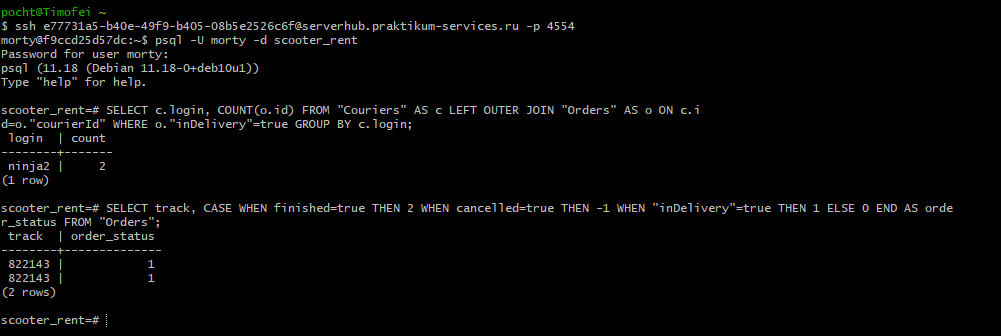 pocht@Timofei ~
$ ssh e77731a5-b40e-49f9-b405-08b5e2526c6f@serverhub.praktikum-services.ru -p 4554
morty@f9ccd25d57dc:~$ psql -U morty -d scooter_rent
Password for user morty:
psql (11.18 (Debian 11.18-0+deb10u1))
Type "help" for help.
scooter_rent=# SELECT c.login, COUNT(o.id) FROM "Couriers" AS c LEFT OUTER JOIN "Orders" AS o ON c.i
d=o."courierId" WHERE o."inDelivery"=true GROUP BY c.login;
login | count
--------+-------
ninja2 | 2
(1 row)
scooter_rent=# SELECT track, CASE WHEN finished=true THEN 2 WHEN cancelled=true THEN -1 WHEN "inDelivery"=true THEN 1 ELSE 0 END AS orde
r_status FROM "Orders";
track | order_status
--------+--------------
822143 | 1
822143 | 1
(2 rows)
scooter_rent=#